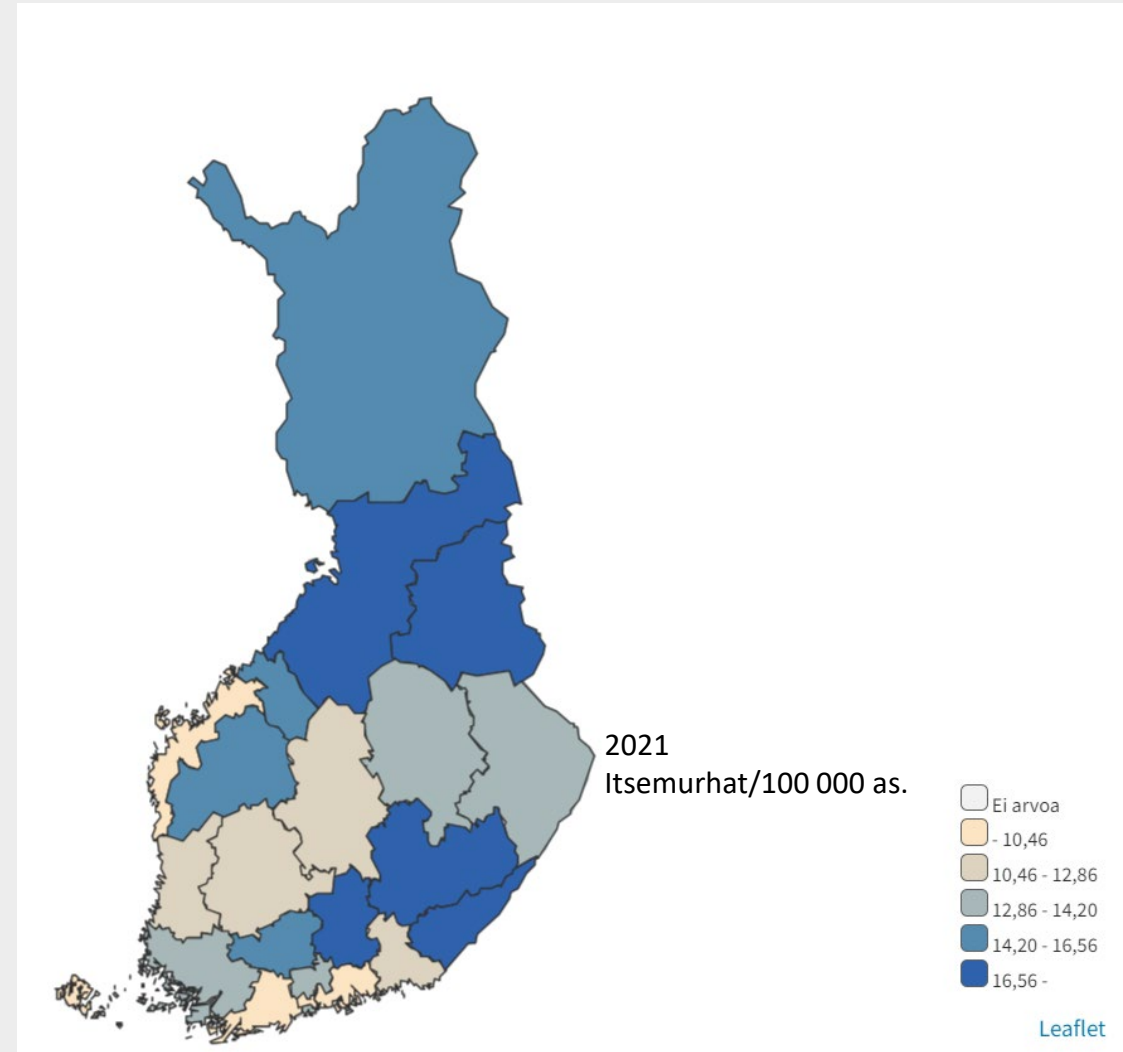 2021
Itsemurhat/100 000 as.
Ei arvoa
- 10,46
10,46 - 12,86
12,86 - 14,20
14,20 - 16,56
16,56 -
Leaflet